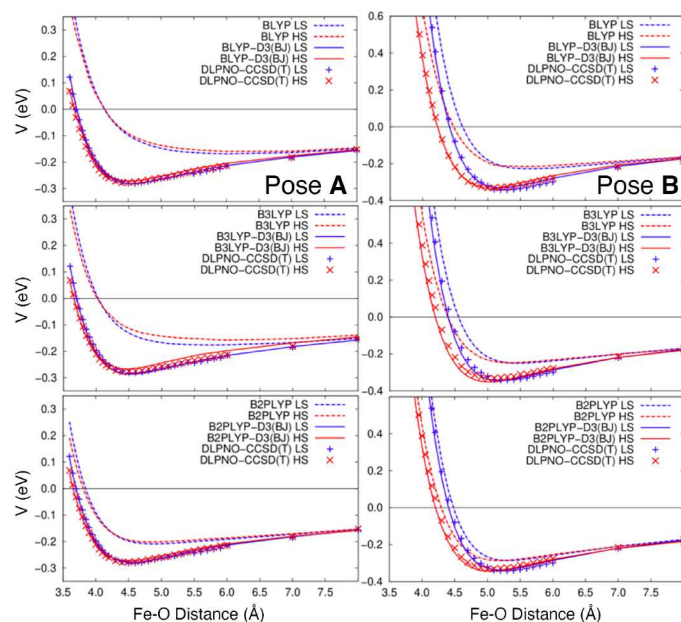 BLYP LS
BLYP HS
BLYP-D3(BJ) LS
BLYP-D3(BJ) HS
DLPNO-CCSD(T) LS
DLPNO-CCSD(T) HS
V (eV)
0.3
0.2
0.1
0.0
−0.1
−0.2
−0.3
Pose A
BLYP LS
BLYP HS
BLYP-D3(BJ) LS
BLYP-D3(BJ) HS
DLPNO-CCSD(T) LS
DLPNO-CCSD(T) HS
V (eV)
0.6
0.4
0.2
0.0
−0.2
−0.4
Pose B
B3LYP LS
B3LYP HS
B3LYP-D3(BJ) LS
B3LYP-D3(BJ) HS
DLPNO-CCSD(T) LS
DLPNO-CCSD(T) HS
V (eV)
0.3
0.2
0.1
0.0
−0.1
−0.2
−0.3
B3LYP LS
B3LYP HS
B3LYP-D3(BJ) LS
B3LYP-D3(BJ) HS
DLPNO-CCSD(T) LS
DLPNO-CCSD(T) HS
0.4
0.2
0.0
−0.2
−0.4
B2PLYP LS
B2PLYP HS
B2PLYP-D3(BJ) LS
B2PLYP-D3(BJ) HS
DLPNO-CCSD(T) LS
DLPNO-CCSD(T) HS
V (eV)
0.3
0.2
0.1
0.0
−0.1
−0.2
−0.3
3.5 4.0 4.5 5.0 5.5 6.0 6.5 7.0 7.5 8.0
Fe-O Distance (Å)
B2PLYP LS
B2PLYP HS
B2PLYP-D3(BJ) LS
B2PLYP-D3(BJ) HS
DLPNO-CCSD(T) LS
DLPNO-CCSD(T) HS
0.4
0.2
0.0
−0.2
−0.4
3.5 4.0 4.5 5.0 5.5 6.0 6.5 7.0 7.5
Fe-O Distance (Å)